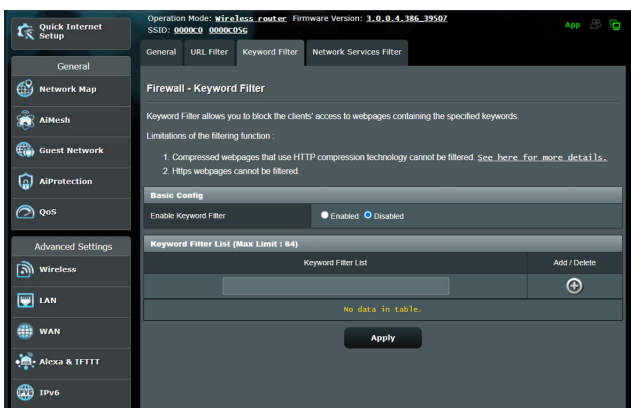 Quick Internet
Setup
General
Network Map
AiMesh
Guest Network
AiProtection
QoS
Advanced Settings
Wireless
LAN
WAN
Alexa & IFTTT
IPv6
Operation Mode: Wireless router Firmware Version: 3.0.0.4.386_39507
SSID: 0000C0 0000C05G
App
General URL Filter Keyword Filter Network Services Filter
Firewall - Keyword Filter
Keyword Filter allows you to block the clients' access to webpages containing the specified keywords.
Limitations of the filtering function :
1. Compressed webpages that use HTTP compression technology cannot be filtered. See here for more details.
2. Https webpages cannot be filtered.
Basic Config
Enable Keyword Filter Enabled Disabled
Keyword Filter List (Max Limit : 64)
Keyword Filter List Add / Delete
No data in table.
Apply